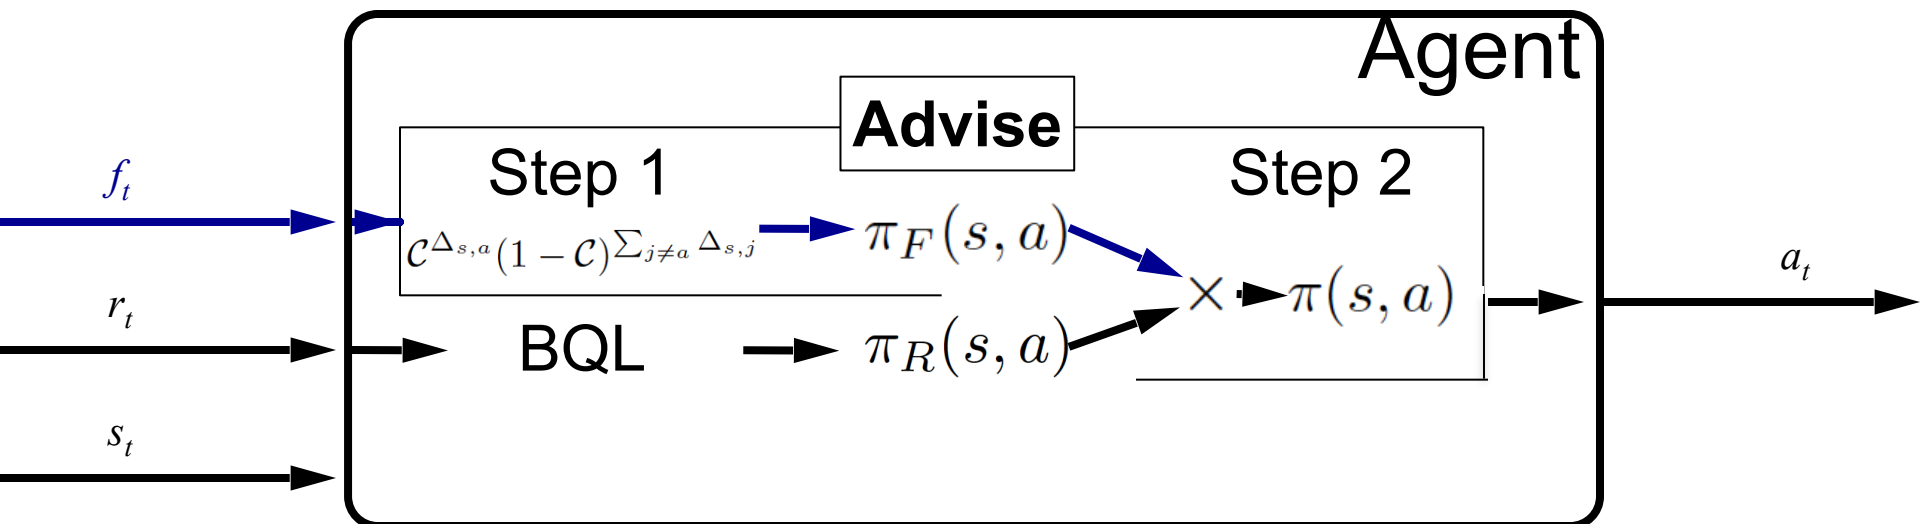 Agent
Advise
Step 1
Step 2
f_t
𝒞^{Δ_{s,a}}(1 − 𝒞)^{∑_{j≠a} Δ_{s,j}}
π_F(s, a)
× π(s, a)
a_t
r_t
BQL
π_R(s, a)
s_t